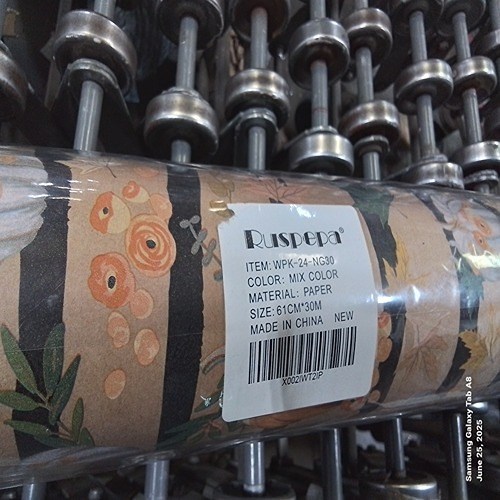 Ruspepa®
ITEM: WPK-24-NG30
COLOR: MIX COLOR
MATERIAL: PAPER
SIZE: 61CM*30M
MADE IN CHINA NEW
X002IWT2IP
Samsung Galaxy Tab A8
June 25, 2025